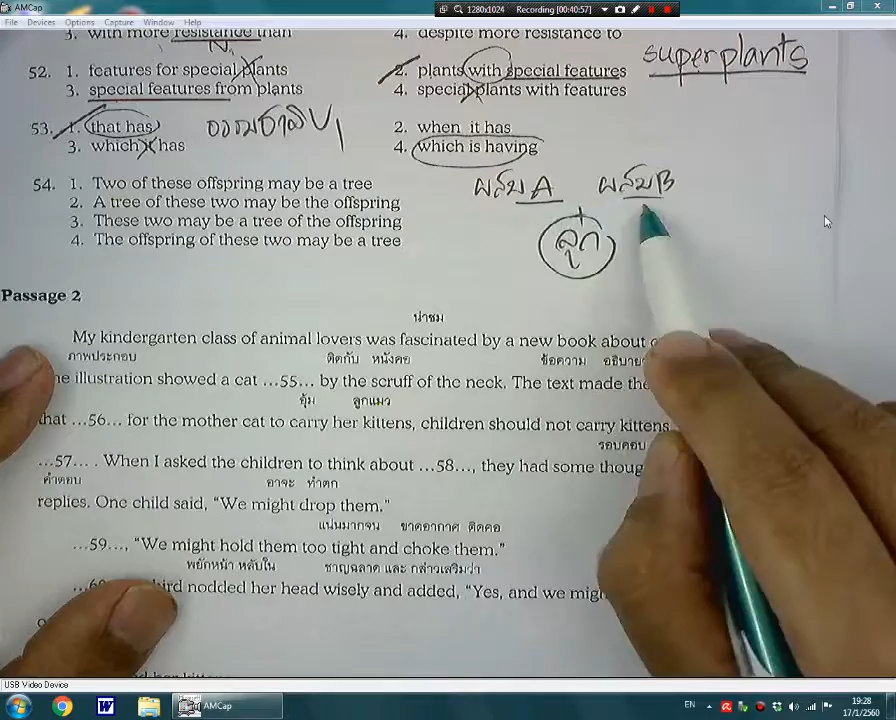 AMCap
File Devices Options Capture Window Help
1280x1024 Recording [00:40:57]
3. with more resistance than 4. despite more resistance to
N.
superplants
52. 1. features for special plants 2. plants with special features
3. special features from plants 4. special plants with features
53. 1. that has 2. when it has
3. which it has 4. which is having
54. 1. Two of these offspring may be a tree
2. A tree of these two may be the offspring
3. These two may be a tree of the offspring
4. The offspring of these two may be a tree
ผสม A ผสม B
ลูก
Passage 2
น่าชม
My kindergarten class of animal lovers was fascinated by a new book about
ภาพประกอบ ติดกับ หนังคอ ข้อความ
illustration showed a cat ...55... by the scruff of the neck. The text made
อุ้ม ลูกแมว
that ...56... for the mother cat to carry her kittens, children should not carry kittens
รอบคอบ
...57... . When I asked the children to think about ...58..., they had some
คำตอบ อาจจะ ทำตก
replies. One child said, “We might drop them.”
แน่นมากจน ขาดอากาศ ติดคอ
...59..., “We might hold them too tight and choke them.”
พยักหน้า หลับใน ชาญฉลาด และ กล่าวเสริมว่า
nodded her head wisely and added, “Yes, and we
USB Video Device
AMCap
EN
19:28
17/1/2560